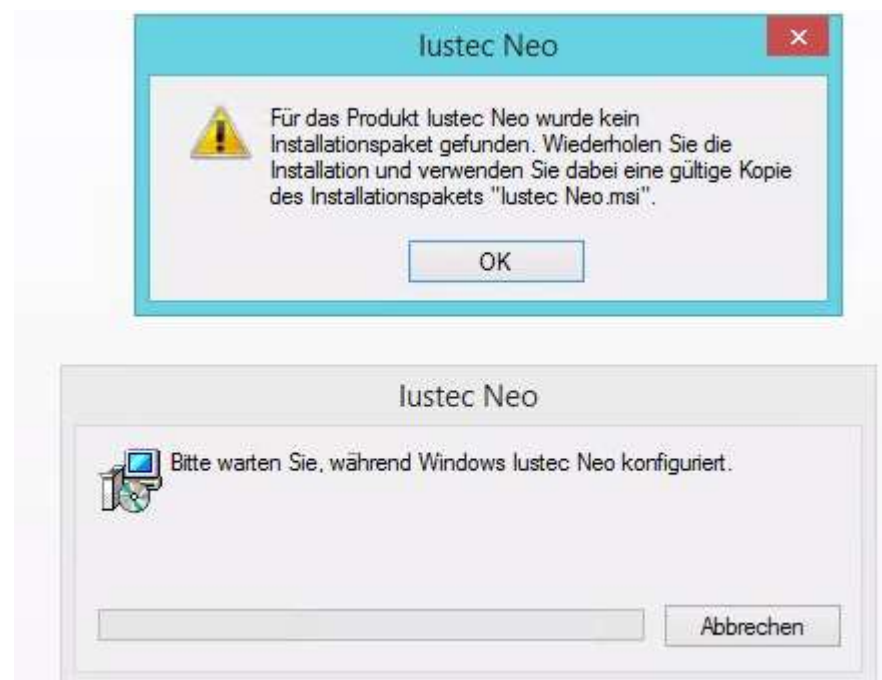 Iustec Neo
Für das Produkt Iustec Neo wurde kein
Installationspaket gefunden. Wiederholen Sie die
Installation und verwenden Sie dabei eine gültige Kopie
des Installationspakets "Iustec Neo.msi".
OK
Iustec Neo
Bitte warten Sie, während Windows Iustec Neo konfiguriert.
Abbrechen